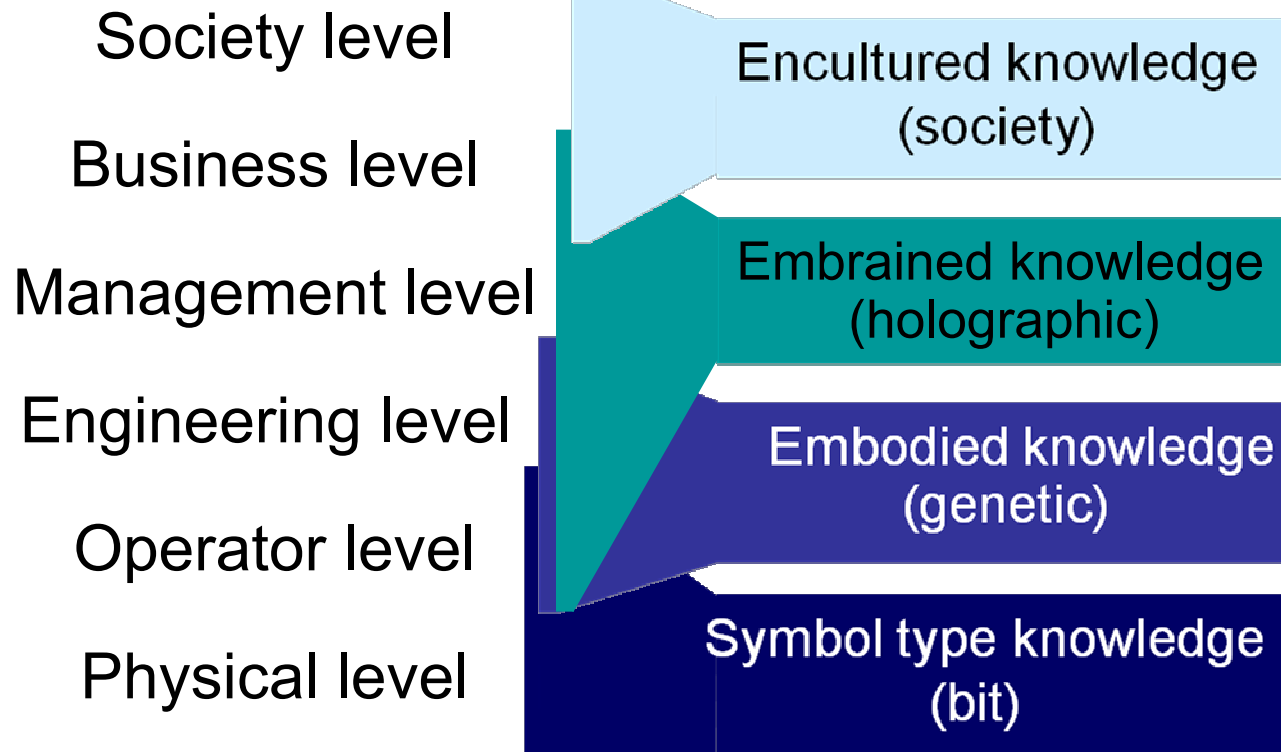 Society level
Business level
Management level
Engineering level
Operator level
Physical level
Encultured knowledge
(society)
Embrained knowledge
(holographic)
Embodied knowledge
(genetic)
Symbol type knowledge
(bit)